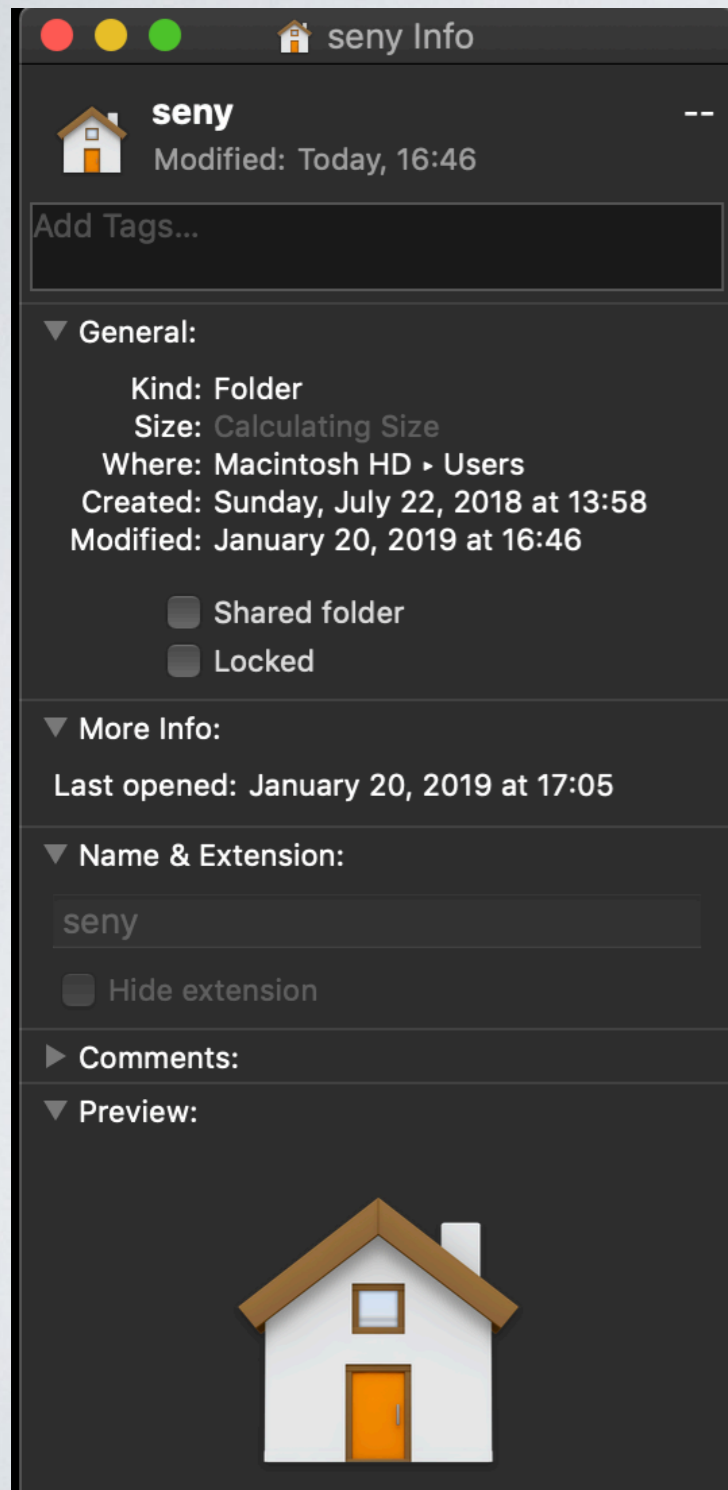 seny Info
seny --
Modified: Today, 16:46
Add Tags...
General:
Kind: Folder
Size: Calculating Size
Where: Macintosh HD ▸ Users
Created: Sunday, July 22, 2018 at 13:58
Modified: January 20, 2019 at 16:46
Shared folder
Locked
More Info:
Last opened: January 20, 2019 at 17:05
Name & Extension:
seny
Hide extension
Comments:
Preview: